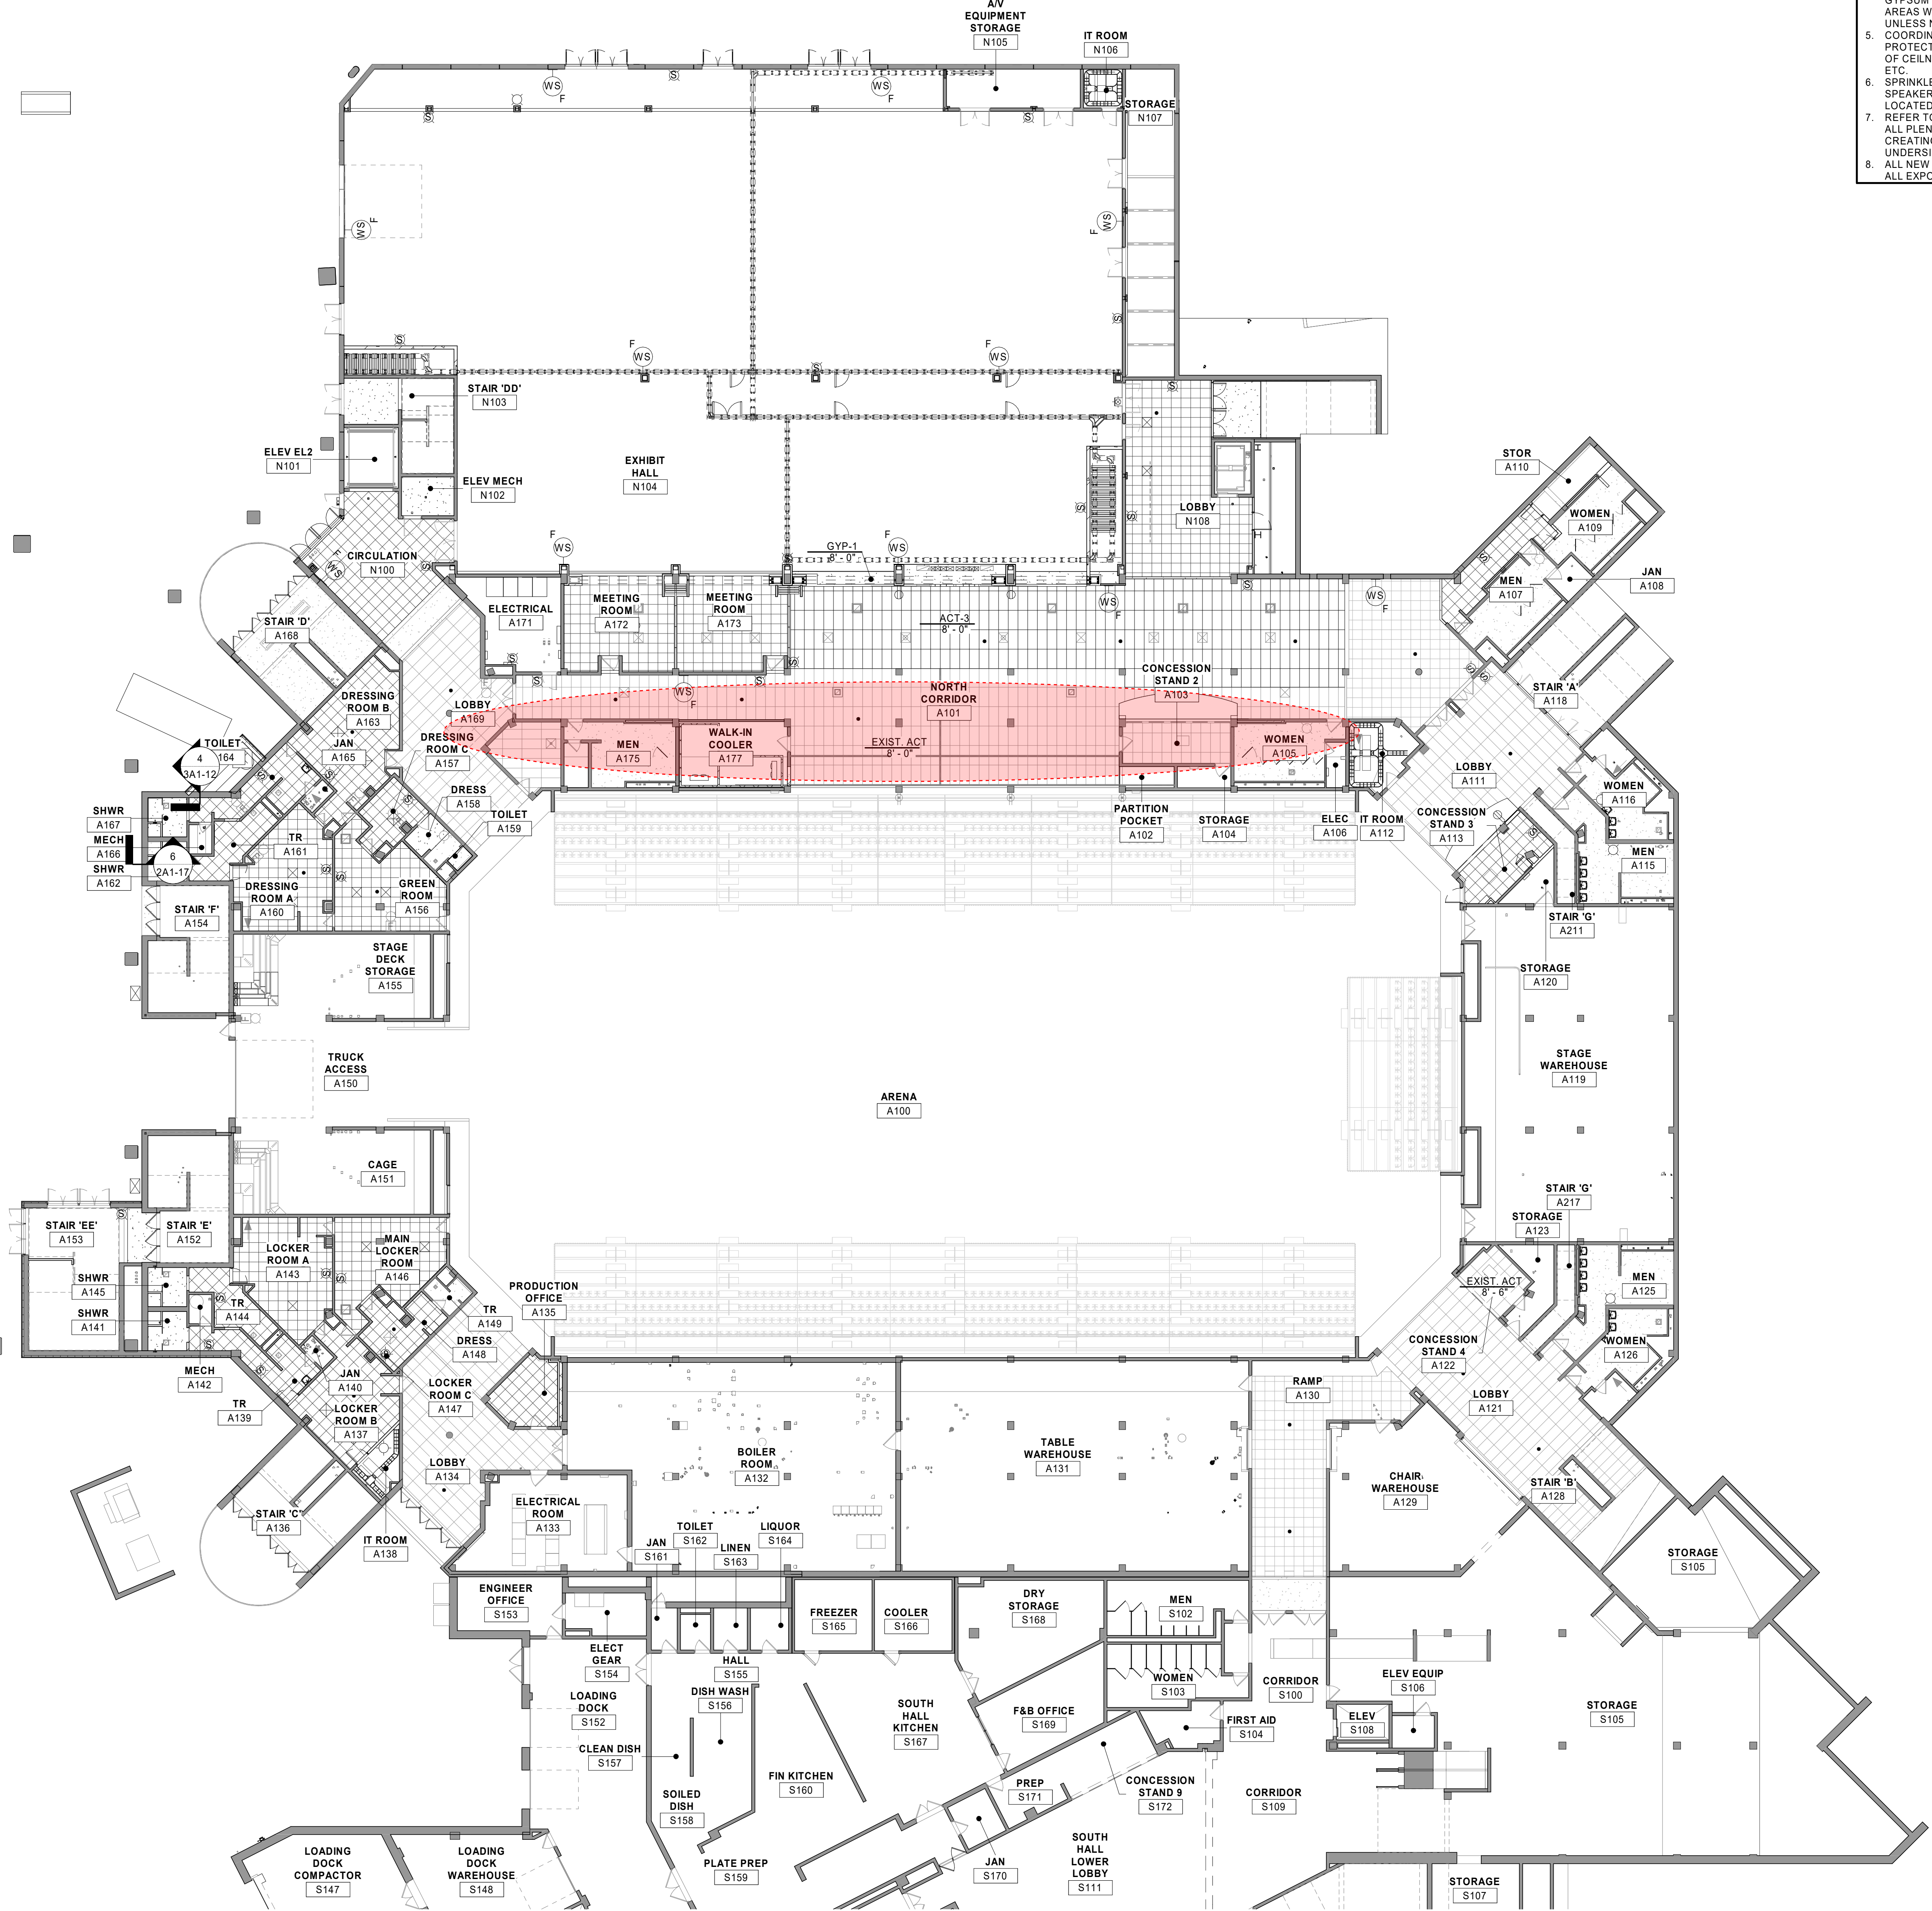 A/V
EQUIPMENT
STORAGE
N105
IT ROOM
N106
STORAGE
N107
AREAS W
UNLESS N
5. COORDIN
PROTECT
OF CEILN
ETC.
6. SPRINKLE
SPEAKER
LOCATED
7. REFER TO
ALL PLEN
CREATING
UNDERSI
8. ALL NEW
ALL EXPO
WS
F
WS
F
WS
F
WS
F
F
WS
F
WS
STAIR 'DD'
N103
ELEV EL2
N101
ELEV MECH
N102
EXHIBIT
HALL
N104
LOBBY
N108
STOR
A110
WOMEN
A109
JAN
A108
MEN
A107
CIRCULATION
N100
WS
F
F
WS
F
WS
GYP-1
8' - 0"
ELECTRICAL
A171
MEETING
ROOM
A172
MEETING
ROOM
A173
ACT-3
8' - 0"
WS
F
WS
F
STAIR 'D'
A168
DRESSING
ROOM B
A163
LOBBY
A169
WS
F
NORTH
CORRIDOR
A101
CONCESSION
STAND 2
A103
STAIR 'A'
A118
TOILET
164
4
3A1-12
JAN
A165
DRESSING
ROOM C
A157
MEN
A175
WALK-IN
COOLER
A177
EXIST. ACT
8' - 0"
WOMEN
A105
LOBBY
A111
WOMEN
A116
DRESS
A158
TOILET
A159
PARTITION
POCKET
A102
STORAGE
A104
ELEC
A106
IT ROOM
A112
CONCESSION
STAND 3
A113
SHWR
A167
MECH
A166
SHWR
A162
6
2A1-17
TR
A161
MEN
A115
DRESSING
ROOM A
A160
GREEN
ROOM
A156
STAIR 'F'
A154
STAIR 'G'
A211
STAGE
DECK
STORAGE
A155
STORAGE
A120
TRUCK
ACCESS
A150
STAGE
WAREHOUSE
A119
ARENA
A100
CAGE
A151
STAIR 'G'
A217
STORAGE
A123
STAIR 'EE'
A153
STAIR 'E'
A152
LOCKER
ROOM A
A143
MAIN
LOCKER
ROOM
A146
SHWR
A145
SHWR
A141
TR
A144
PRODUCTION
OFFICE
A135
EXIST. ACT
8' - 6"
MEN
A125
TR
A149
DRESS
A148
CONCESSION
STAND 4
A122
WOMEN
A126
MECH
A142
JAN
A140
LOCKER
ROOM C
A147
RAMP
A130
LOBBY
A121
TR
A139
LOCKER
ROOM B
A137
BOILER
ROOM
A132
TABLE
WAREHOUSE
A131
LOBBY
A134
CHAIR
WAREHOUSE
A129
STAIR 'B'
A128
STAIR 'C'
A136
ELECTRICAL
ROOM
A133
IT ROOM
A138
JAN
S161
TOILET
S162
LINEN
S163
LIQUOR
S164
STORAGE
S105
ENGINEER
OFFICE
S153
FREEZER
S165
COOLER
S166
DRY
STORAGE
S168
MEN
S102
ELECT
GEAR
S154
HALL
S155
WOMEN
S103
CORRIDOR
S100
ELEV EQUIP
S106
DISH WASH
S156
LOADING
DOCK
S152
SOUTH
HALL
KITCHEN
S167
F&B OFFICE
S169
FIRST AID
S104
ELEV
S108
STORAGE
S105
CLEAN DISH
S157
FIN KITCHEN
S160
PREP
S171
CONCESSION
STAND 9
S172
CORRIDOR
S109
SOILED
DISH
S158
LOADING
DOCK
COMPACTOR
S147
LOADING
DOCK
WAREHOUSE
S148
PLATE PREP
S159
JAN
S170
SOUTH
HALL
LOWER
LOBBY
S111
STORAGE
S107